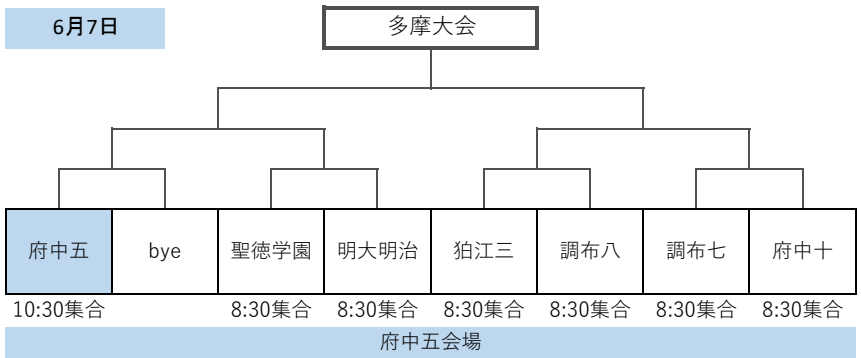 6月7日
多摩大会
府中五
bye
聖徳学園
明大明治
狛江三
調布八
調布七
府中十
10:30集合
8:30集合
8:30集合
8:30集合
8:30集合
8:30集合
8:30集合
府中五会場